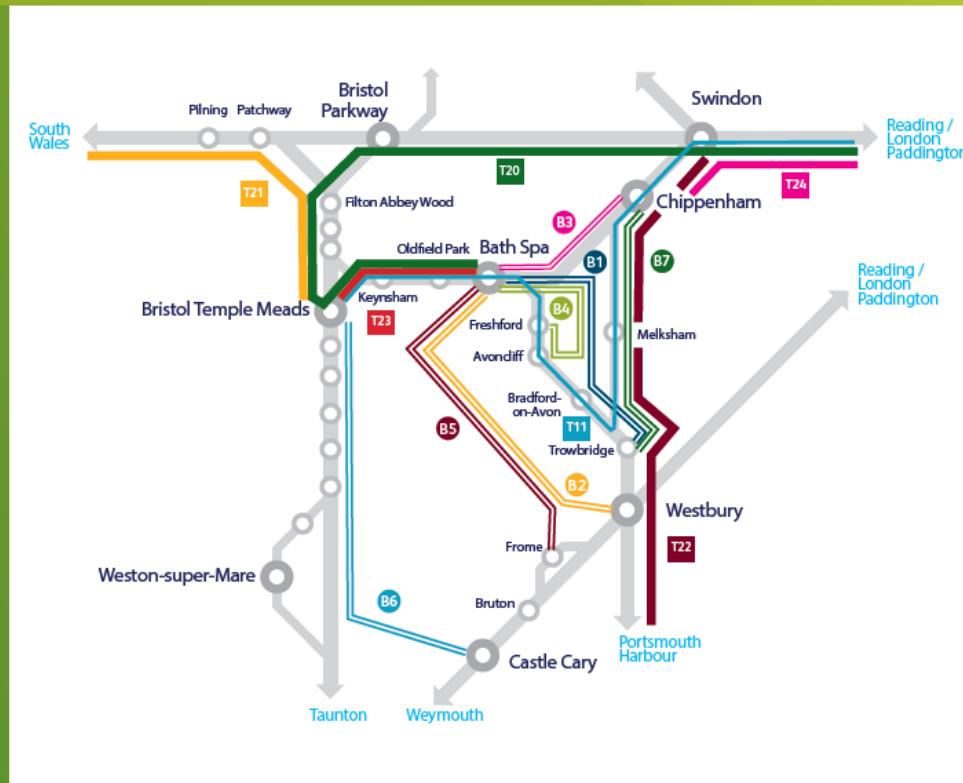 Bristol
Parkway
Pilning
Patchway
Swindon
South
Wales
Reading /
London
Paddington
T21
T20
T24
Filton Abbey Wood
Chippenham
B3
Oldfield Park
Bath Spa
B1
B7
Reading /
London
Paddington
Keynsham
Bristol Temple Meads
B4
T23
Freshford
Melksham
Avoncliff
Bradford-
on-Avon
T11
B5
Trowbridge
B2
Westbury
Frome
T22
Weston-super-Mare
B6
Bruton
Portsmouth
Harbour
Castle Cary
Taunton
Weymouth